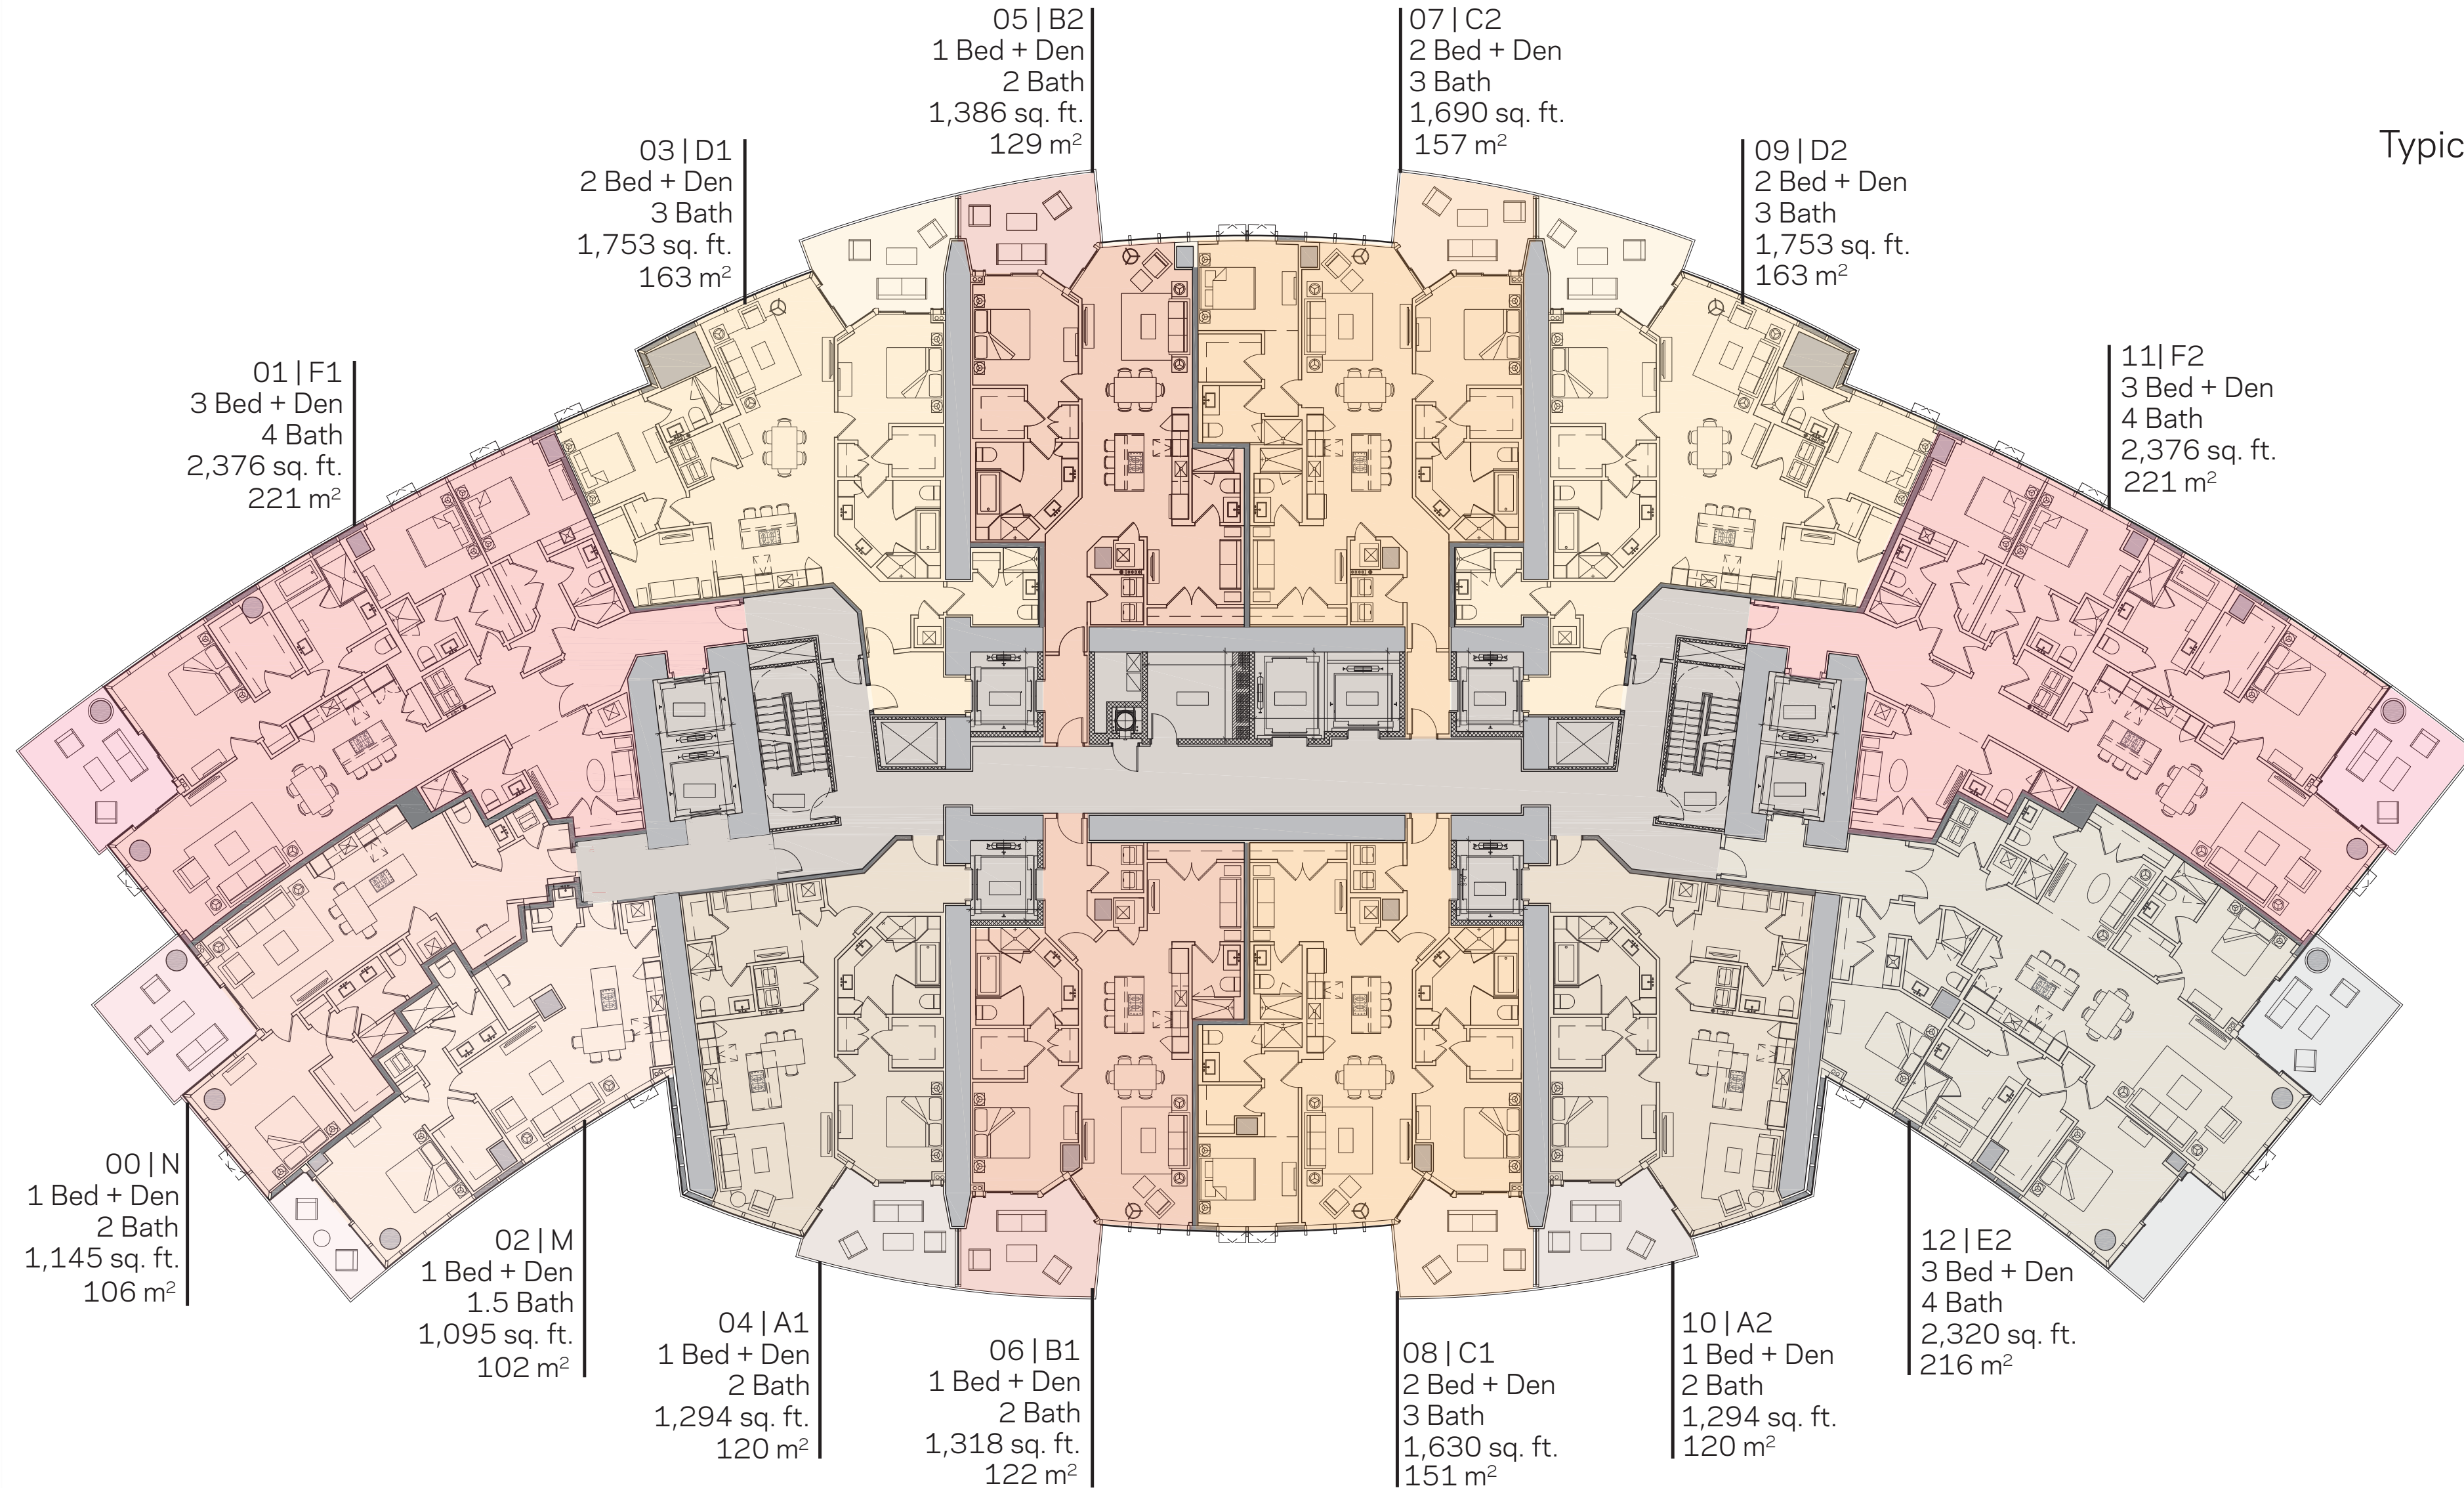 05 | B2
1 Bed + Den
2 Bath
1,386 sq. ft.
129 m²
07 | C2
2 Bed + Den
3 Bath
1,690 sq. ft.
157 m²
Typic
03 | D1
2 Bed + Den
3 Bath
1,753 sq. ft.
163 m²
09 | D2
2 Bed + Den
3 Bath
1,753 sq. ft.
163 m²
01 | F1
3 Bed + Den
4 Bath
2,376 sq. ft.
221 m²
11| F2
3 Bed + Den
4 Bath
2,376 sq. ft.
221 m²
00 | N
1 Bed + Den
2 Bath
1,145 sq. ft.
106 m²
02 | M
1 Bed + Den
1.5 Bath
1,095 sq. ft.
102 m²
04 | A1
1 Bed + Den
2 Bath
1,294 sq. ft.
120 m²
06 | B1
1 Bed + Den
2 Bath
1,318 sq. ft.
122 m²
08 | C1
2 Bed + Den
3 Bath
1,630 sq. ft.
151 m²
10 | A2
1 Bed + Den
2 Bath
1,294 sq. ft.
120 m²
12 | E2
3 Bed + Den
4 Bath
2,320 sq. ft.
216 m²